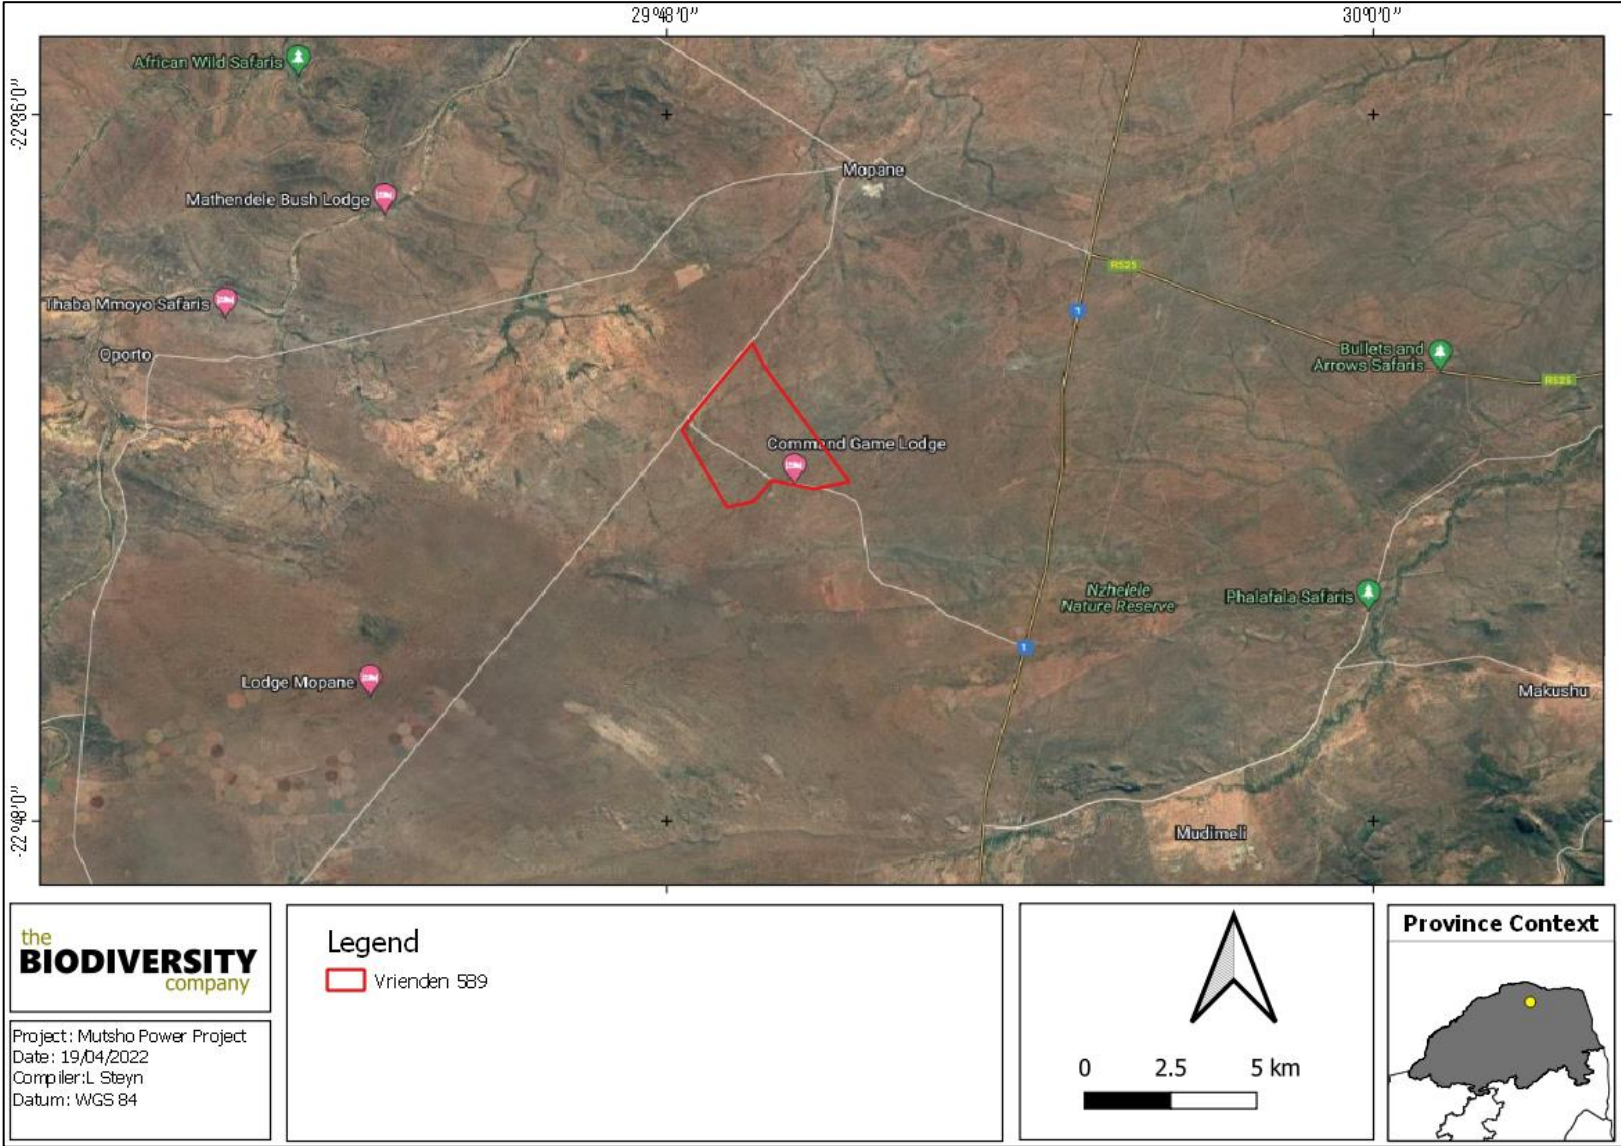 29°48'0"
30°0'0"
African Wild Safaris
-22°36'0"
Mopane
Mathendele Bush Lodge
R525
Thaba Mmoyo Safaris
1
Oporto
Bullets and
Arrows Safaris
R525
Command Game Lodge
Nzhelele
Nature Reserve
Phalafala Safaris
1
Lodge Mopane
Makushu
-22°48'0"
Mudimeli
the
BIODIVERSITY
company
Project: Mutsho Power Project
Date: 19/04/2022
Compiler:L Steyn
Datum: WGS 84
Legend
Vrienden 589
0 2.5 5 km
Province Context